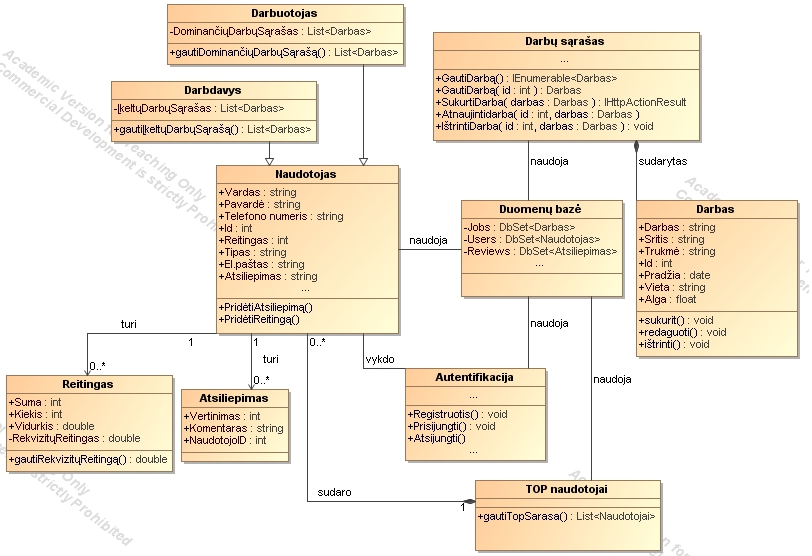 Darbuotojas
-DominančiųDarbųSąrašas : List<Darbas>
+gautiDominančiųDarbųSąrašą() : List<Darbas>
Darbdavys
-ĮkeltųDarbųSąrašas : List<Darbas>
+gautiĮkeltųDarbųSąrašą() : List<Darbas>
Darbų sąrašas
...
+GautiDarbą() : IEnumerable<Darbas>
+GautiDarbą( id : int ) : Darbas
+SukurtiDarba( darbas : Darbas ) : IHttpActionResult
+Atnaujintidarba( id : int, darbas : Darbas )
+IštrintiDarba( id : int, darbas : Darbas ) : void
Naudotojas
+Vardas : string
+Pavardė : string
+Telefono numeris : string
+Id : int
+Reitingas : int
+Tipas : string
+El.paštas : string
+Atsiliepimas : string
...
+PridėtiAtsiliepimą()
+PridėtiReitingą()
naudoja
sudarytas
naudoja
Duomenų bazė
-Jobs : DbSet<Darbas>
-Users : DbSet<Naudotojas>
-Reviews : DbSet<Atsiliepimas>
...
Darbas
+Darbas : string
+Sritis : string
+Trukmė : string
+Id : int
+Pradžia : date
+Vieta : string
+Alga : float
+sukurit() : void
+redaguoti() : void
+ištrinti() : void
turi
1
0..*
1
turi
0..*
0..*
vykdo
naudoja
naudoja
Reitingas
+Suma : int
+Kiekis : int
+Vidurkis : double
-RekvizitųReitingas : double
+gautiRekvizitųReitingą() : double
Atsiliepimas
+Vertinimas : int
+Komentaras : string
+NaudotojoID : int
Autentifikacija
...
+Registruotis() : void
+Prisijungti() : void
+Atsijungti()
...
sudaro
1
TOP naudotojai
+gautiTopSarasa() : List<Naudotojai>
Academic Version for Teaching Only
Commercial Development is strictly Prohibited